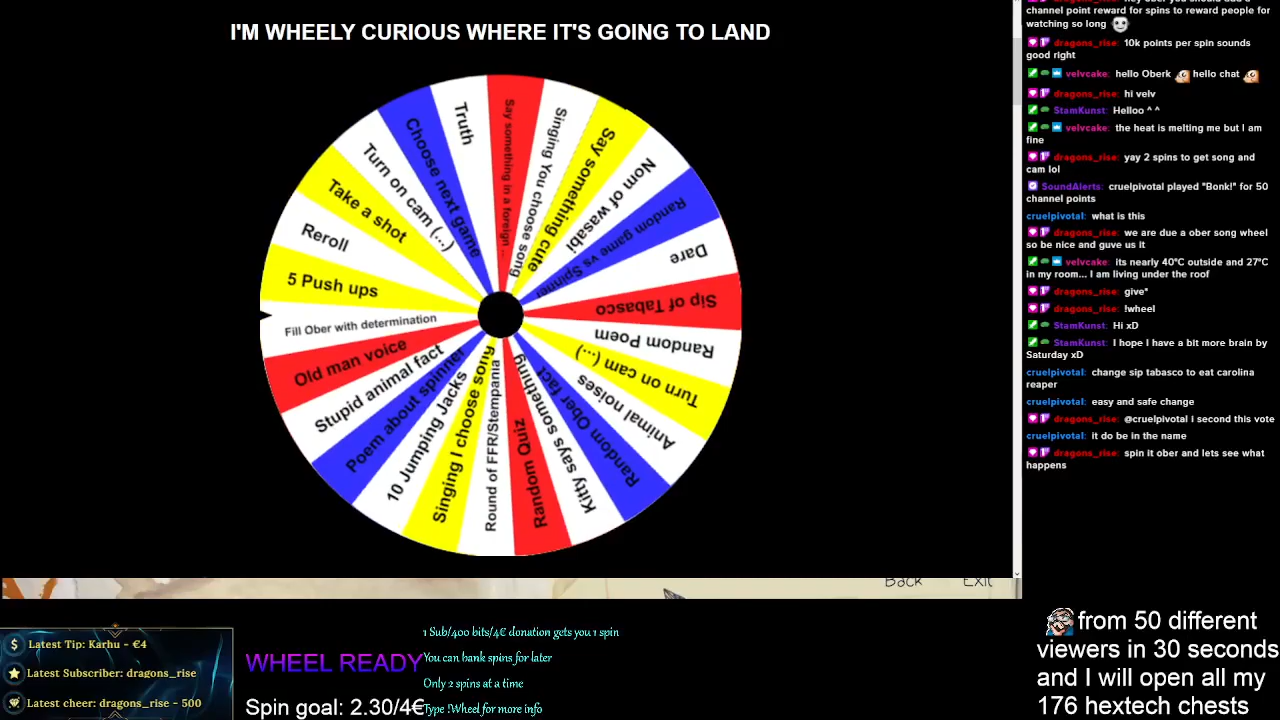 I'M WHEELY CURIOUS WHERE IT'S GOING TO LAND
Truth
Say something in a foreign ...
Singing You choose song
Say something cute
Nom of wasabi
Random game vs Spinner
Dare
Sip of Tabasco
Random Poem
Turn on cam (...)
Animal noises
Random Ober fact
Kitty says something
Random Quiz
Round of FFR/Stempania
Singing I choose song
10 Jumping Jacks
Poem about spinner
Stupid animal fact
Old man voice
Fill Ober with determination
5 Push ups
Reroll
Take a shot
Turn on cam (...)
Choose next game
Back
Exit
channel point reward for spins to reward people for
watching so long
dragons_rise: 10k points per spin sounds
good right
velvcake: hello Oberk hello chat
dragons_rise: hi velv
StamKunst: Helloo ^ ^
velvcake: the heat is melting me but I am
fine
dragons_rise: yay 2 spins to get song and
cam lol
SoundAlerts: cruelpivotal played "Bonk!" for 50
channel points
cruelpivotal: what is this
dragons_rise: we are due a ober song wheel
so be nice and guve us it
velvcake: its nearly 40°C outside and 27°C
in my room... I am living under the roof
dragons_rise: give*
dragons_rise: !wheel
StamKunst: Hi xD
StamKunst: I hope I have a bit more brain by
Saturday xD
cruelpivotal: change sip tabasco to eat carolina
reaper
cruelpivotal: easy and safe change
dragons_rise: @cruelpivotal i second this vote
cruelpivotal: it do be in the name
dragons_rise: spin it ober and lets see what
happens
$ Latest Tip: Karhu - €4
Latest Subscriber: dragons_rise
Latest cheer: dragons_rise - 500
WHEEL READY
Spin goal: 2.30/4€
1 Sub/400 bits/4€ donation gets you 1 spin
You can bank spins for later
Only 2 spins at a time
Type !Wheel for more info
from 50 different
viewers in 30 seconds
and I will open all my
176 hextech chests